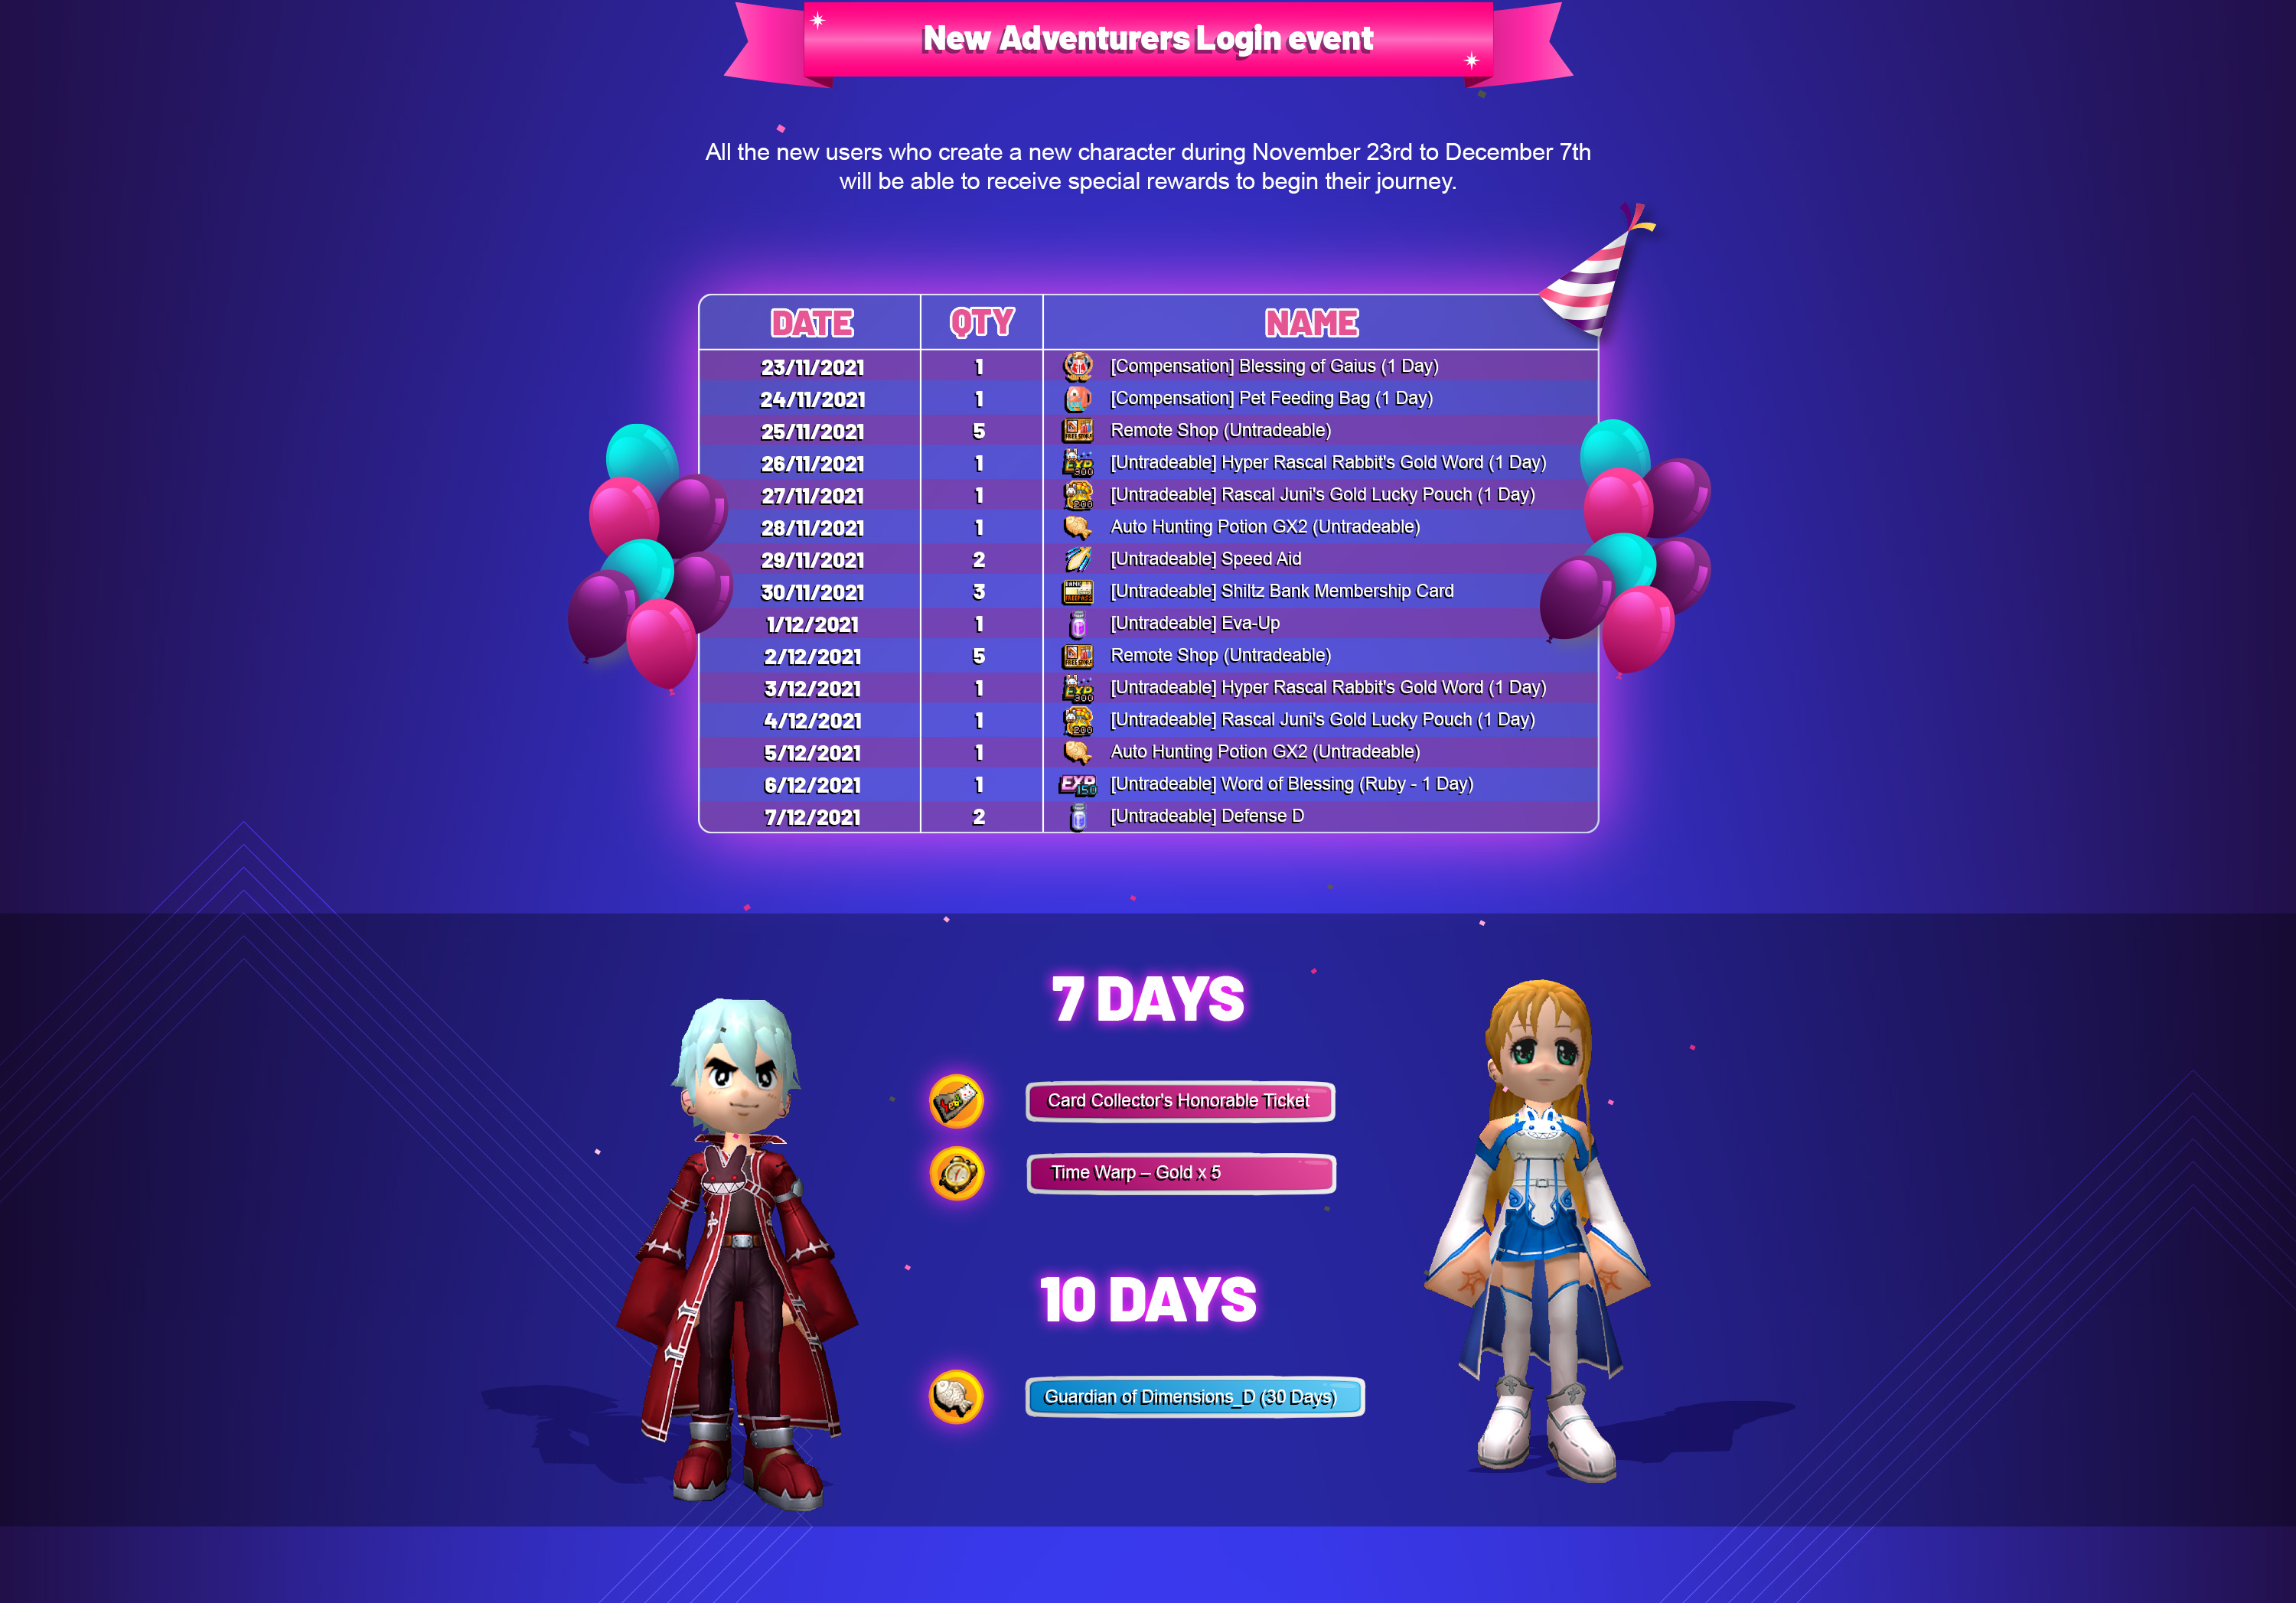 New Adventurers Login event
All the new users who create a new character during November 23rd to December 7th
will be able to receive special rewards to begin their journey.
DATE QTY NAME
23/11/2021 1 [Compensation] Blessing of Gaius (1 Day)
24/11/2021 1 [Compensation] Pet Feeding Bag (1 Day)
25/11/2021 5 Remote Shop (Untradeable)
26/11/2021 1 EXP 300 [Untradeable] Hyper Rascal Rabbit's Gold Word (1 Day)
27/11/2021 1 200 [Untradeable] Rascal Juni's Gold Lucky Pouch (1 Day)
28/11/2021 1 Auto Hunting Potion GX2 (Untradeable)
29/11/2021 2 [Untradeable] Speed Aid
30/11/2021 3 [Untradeable] Shiltz Bank Membership Card
1/12/2021 1 [Untradeable] Eva-Up
2/12/2021 5 Remote Shop (Untradeable)
3/12/2021 1 EXP 300 [Untradeable] Hyper Rascal Rabbit's Gold Word (1 Day)
4/12/2021 1 200 [Untradeable] Rascal Juni's Gold Lucky Pouch (1 Day)
5/12/2021 1 Auto Hunting Potion GX2 (Untradeable)
6/12/2021 1 EXP 150 [Untradeable] Word of Blessing (Ruby - 1 Day)
7/12/2021 2 [Untradeable] Defense D
7 DAYS
Card Collector's Honorable Ticket
Time Warp – Gold x 5
10 DAYS
Guardian of Dimensions_D (30 Days)